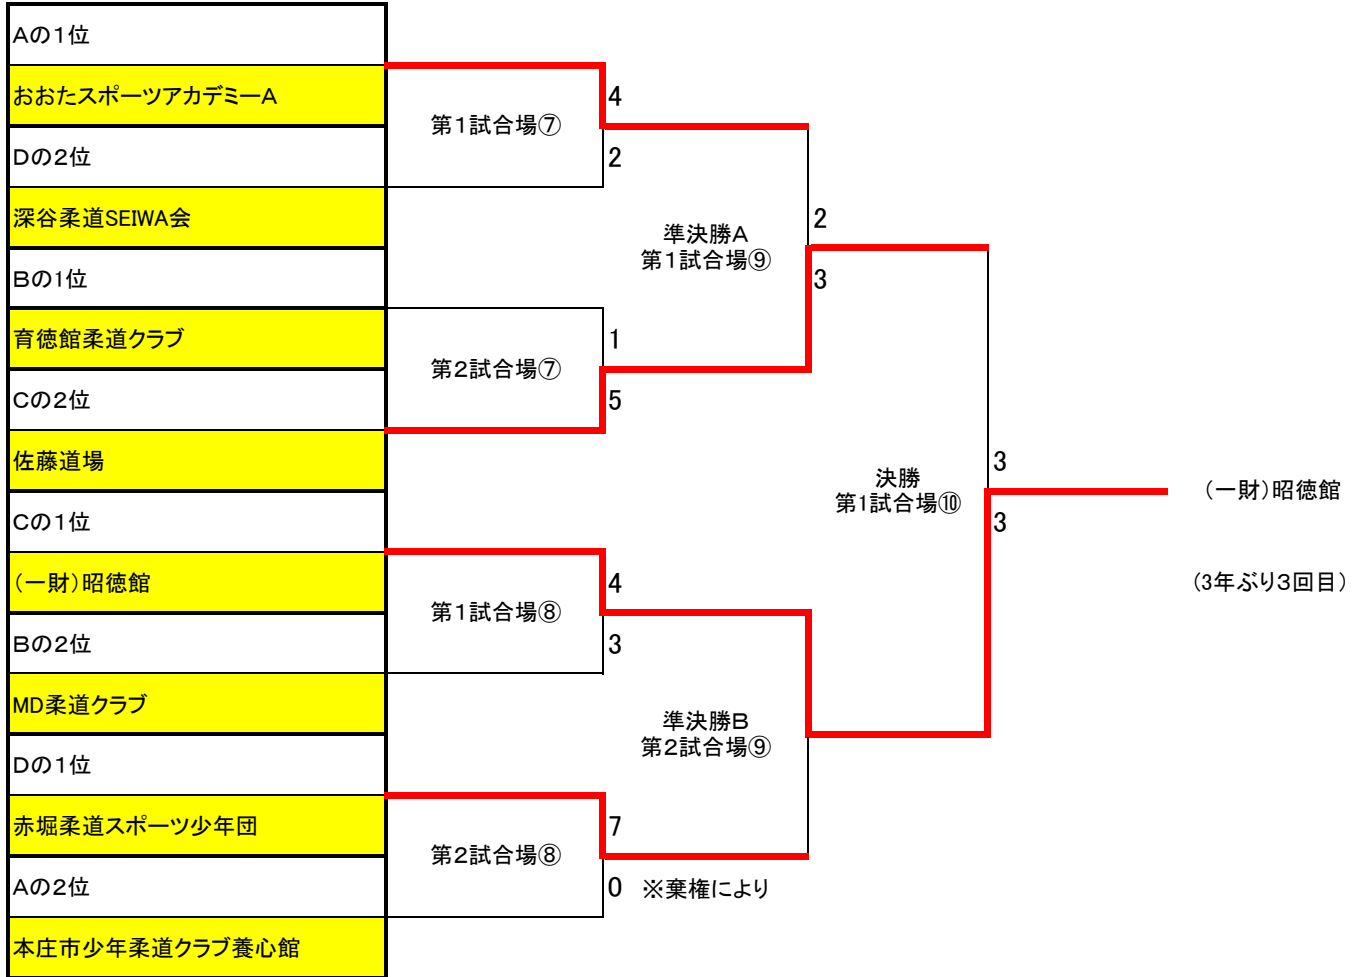 Aの1位
おおたスポーツアカデミーA
Dの2位
深谷柔道SEIWA会
Bの1位
育徳館柔道クラブ
Cの2位
佐藤道場
Cの1位
（一財）昭徳館
Bの2位
MD柔道クラブ
Dの1位
赤堀柔道スポーツ少年団
Aの2位
本庄市少年柔道クラブ養心館
第1試合場⑦
4
2
第2試合場⑦
1
5
第1試合場⑧
4
3
第2試合場⑧
7
0 ※棄権により
準決勝A
第1試合場⑨
2
3
準決勝B
第2試合場⑨
決勝
第1試合場⑩
3
3
（一財）昭徳館
（3年ぶり3回目）